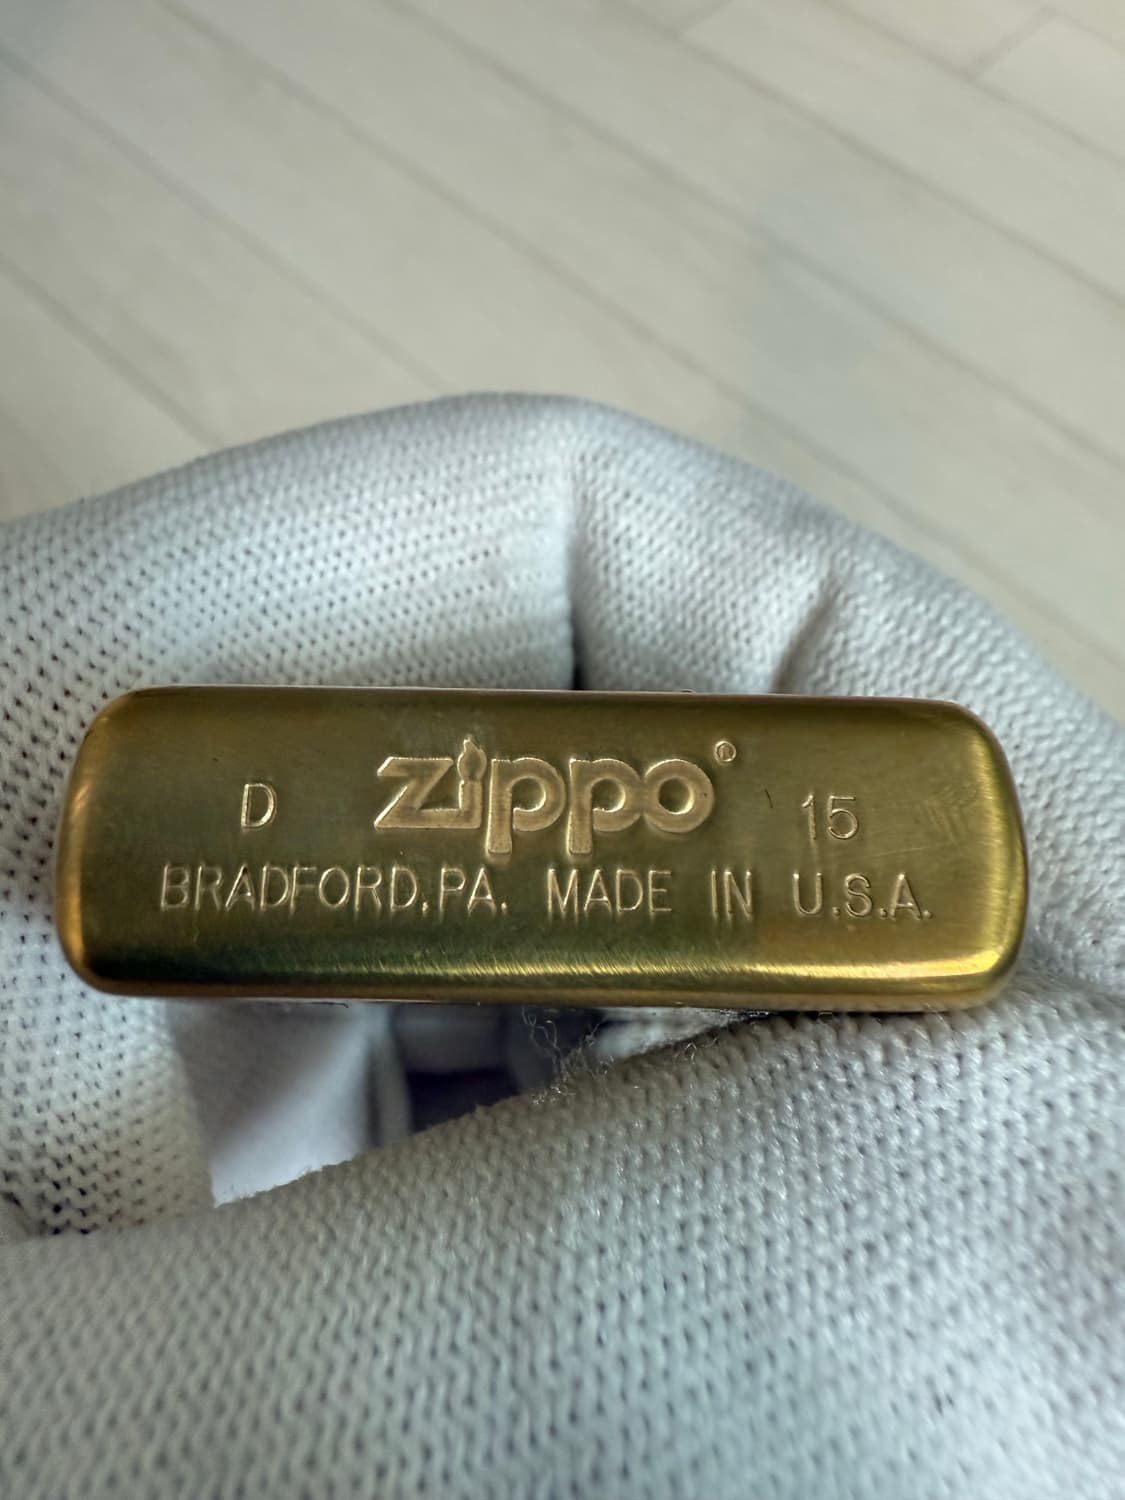 D zippo® 15
BRADFORD, PA. MADE IN U.S.A.